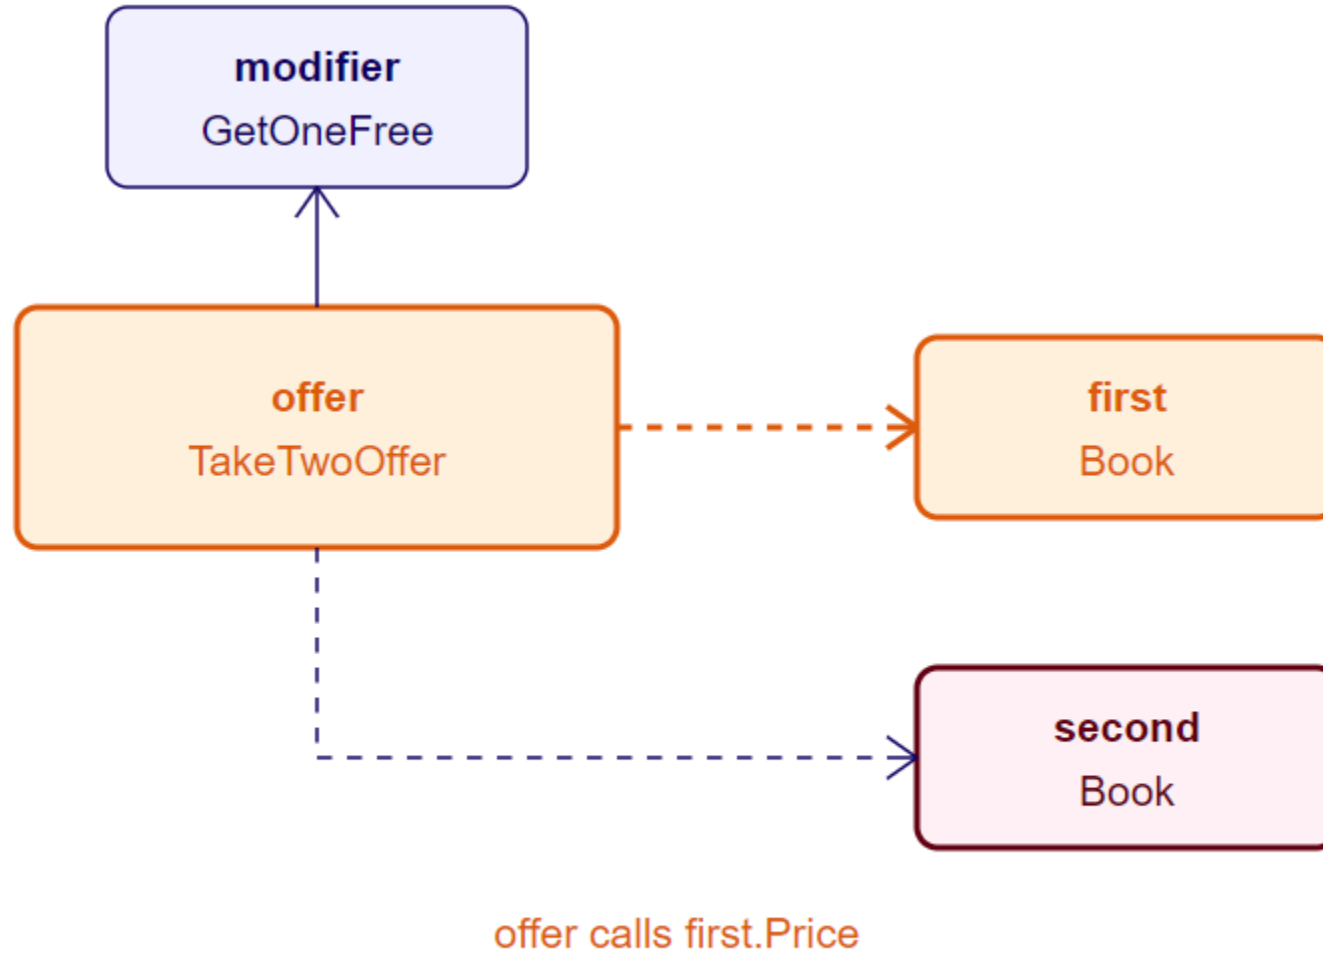 modifier
GetOneFree
offer
TakeTwoOffer
first
Book
second
Book
offer calls first.Price